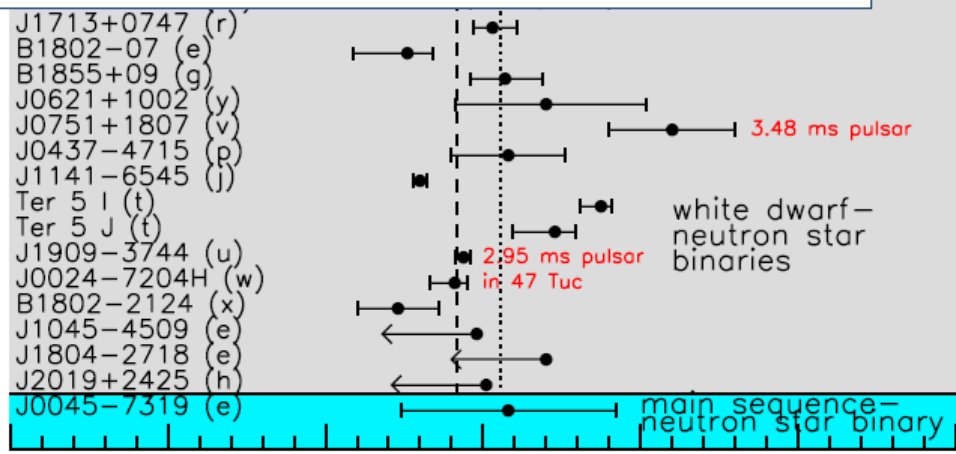 J1713+0747 (r)
B1802−07 (e)
B1855+09 (g)
J0621+1002 (y)
J0751+1807 (v)
3.48 ms pulsar
J0437−4715 (p)
J1141−6545 (j)
Ter 5 I (t)
Ter 5 J (t)
white dwarf−
neutron star
binaries
J1909−3744 (u)
2.95 ms pulsar
J0024−7204H (w)
in 47 Tuc
B1802−2124 (x)
J1045−4509 (e)
J1804−2718 (e)
J2019+2425 (h)
J0045−7319 (e)
main sequence−
neutron star binary